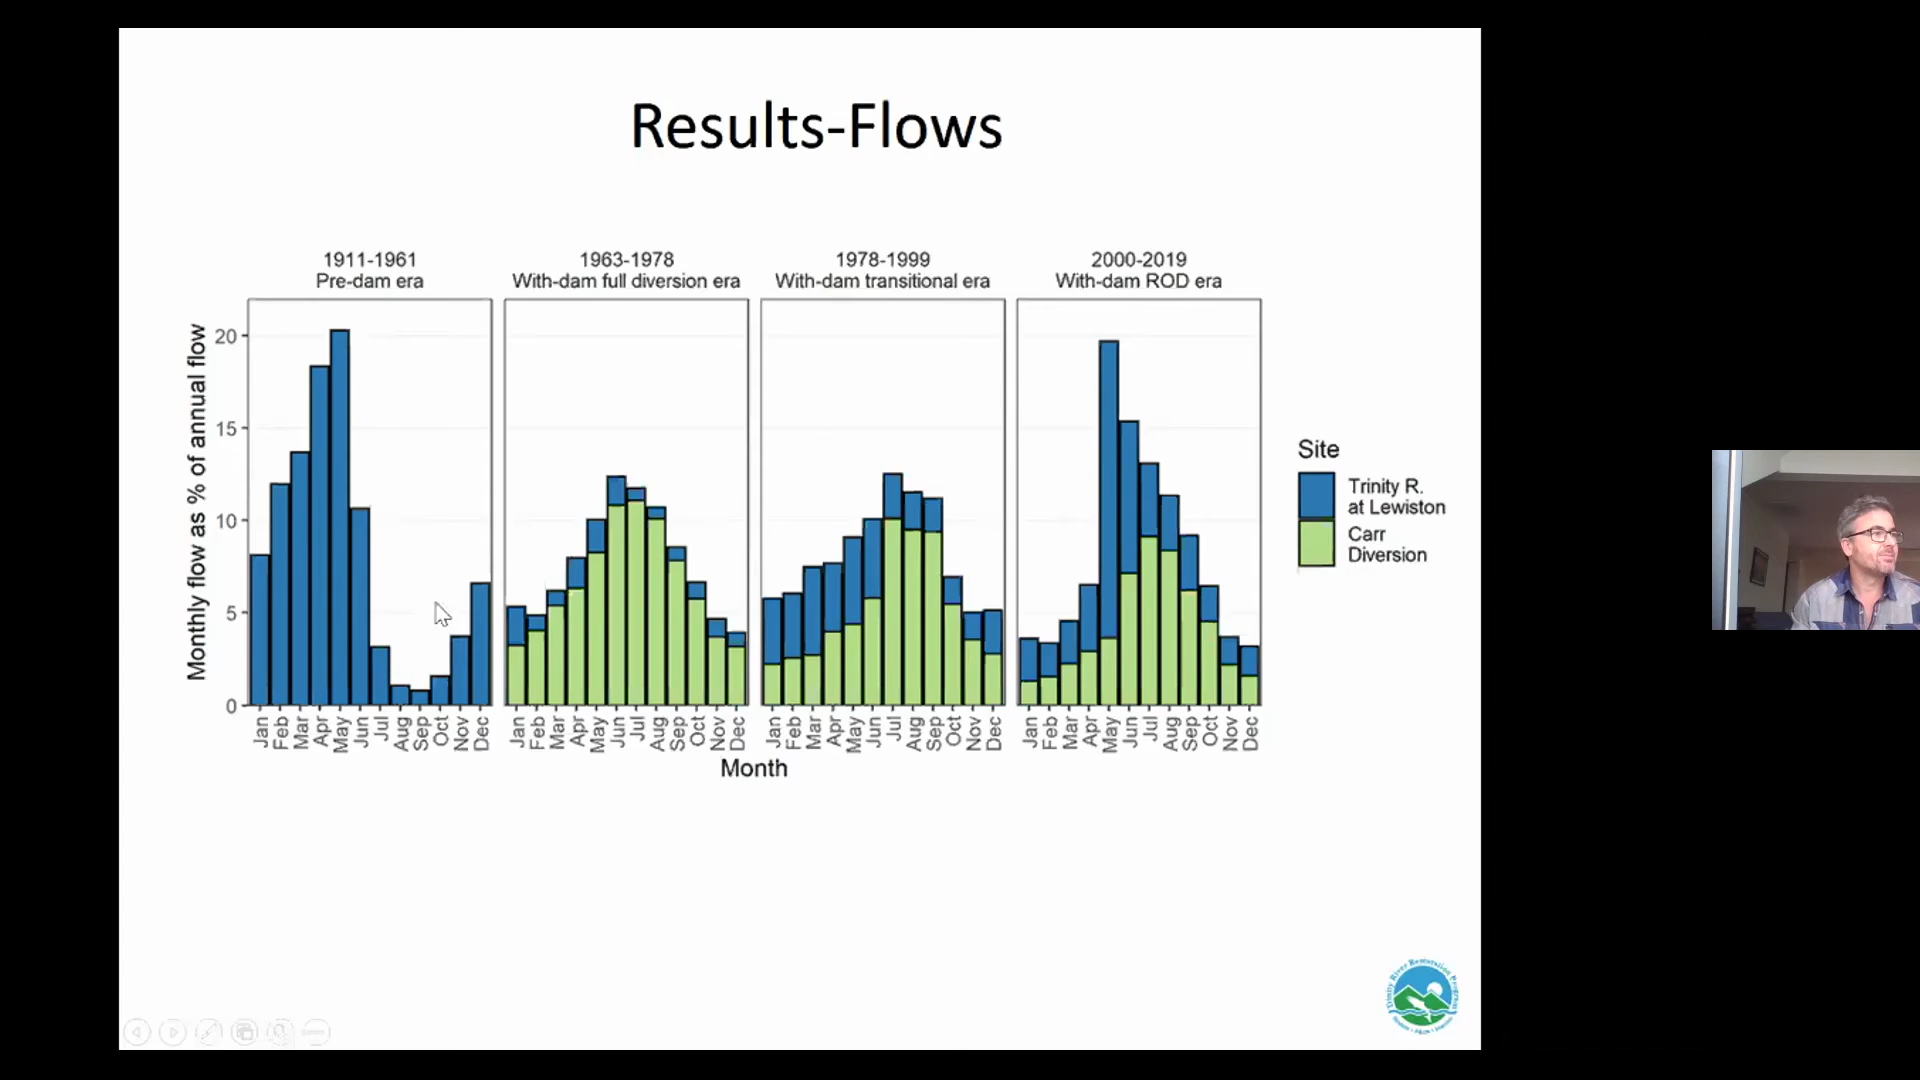 Results-Flows
1911-1961
Pre-dam era
1963-1978
With-dam full diversion era
1978-1999
With-dam transitional era
2000-2019
With-dam ROD era
Monthly flow as % of annual flow
20
15
10
5
0
Jan Feb Mar Apr May Jun Jul Aug Sep Oct Nov Dec
Jan Feb Mar Apr May Jun Jul Aug Sep Oct Nov Dec
Jan Feb Mar Apr May Jun Jul Aug Sep Oct Nov Dec
Jan Feb Mar Apr May Jun Jul Aug Sep Oct Nov Dec
Month
Site
Trinity R.
at Lewiston
Carr
Diversion
Trinity River Restoration Program